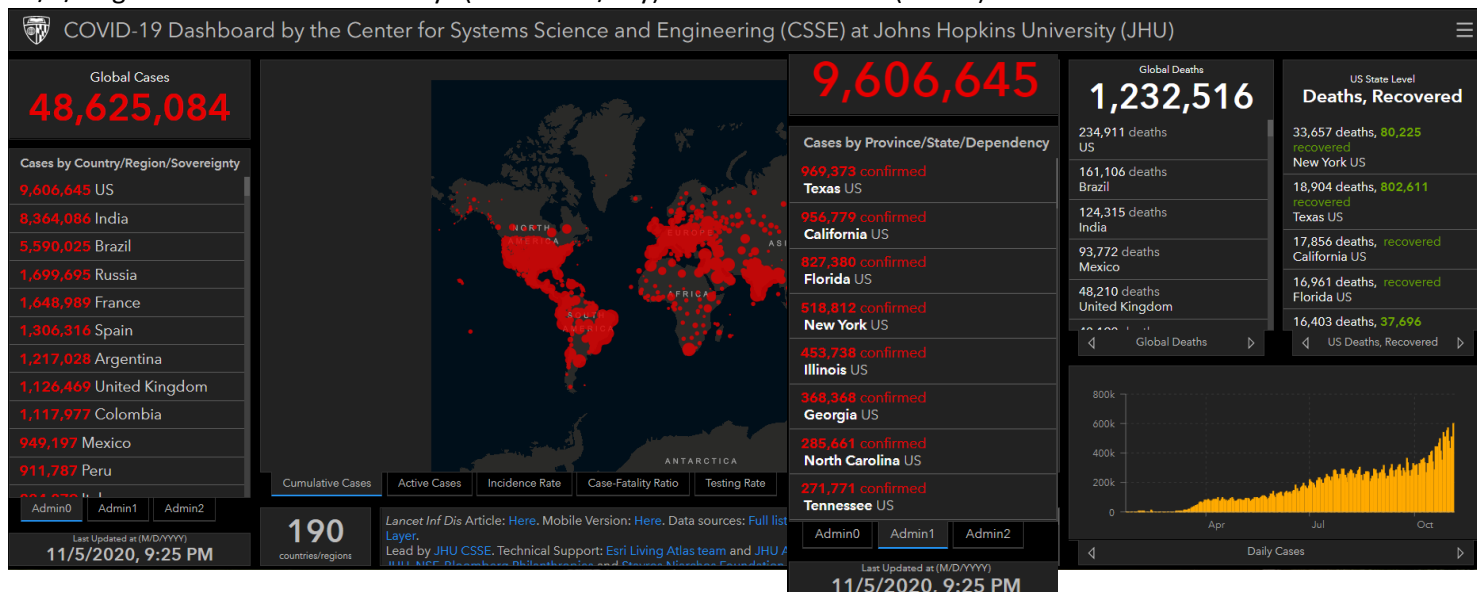 COVID-19 Dashboard by the Center for Systems Science and Engineering (CSSE) at Johns Hopkins University (JHU)
Global Cases
48,625,084
Cases by Country/Region/Sovereignty
9,606,645 US
8,364,086 India
5,590,025 Brazil
1,699,695 Russia
1,648,989 France
1,306,316 Spain
1,217,028 Argentina
1,126,469 United Kingdom
1,117,977 Colombia
949,197 Mexico
911,787 Peru
Admin0 Admin1 Admin2
Last Updated at (M/D/YYYY)
11/5/2020, 9:25 PM
NORTH
AMERICA
SOUTH
AMERICA
EUROPE
AFRICA
ASI
ANTARCTICA
Cumulative Cases Active Cases Incidence Rate Case-Fatality Ratio Testing Rate
190
countries/regions
Lancet Inf Dis Article: Here. Mobile Version: Here. Data sources: Full list
Layer.
Lead by JHU CSSE. Technical Support: Esri Living Atlas team and JHU A
9,606,645
Cases by Province/State/Dependency
969,373 confirmed
Texas US
956,779 confirmed
California US
827,380 confirmed
Florida US
518,812 confirmed
New York US
453,738 confirmed
Illinois US
368,368 confirmed
Georgia US
285,661 confirmed
North Carolina US
271,771 confirmed
Tennessee US
Admin0 Admin1 Admin2
Last Updated at (M/D/YYYY)
11/5/2020, 9:25 PM
Global Deaths
1,232,516
234,911 deaths
US
161,106 deaths
Brazil
124,315 deaths
India
93,772 deaths
Mexico
48,210 deaths
United Kingdom
Global Deaths
US State Level
Deaths, Recovered
33,657 deaths, 80,225
recovered
New York US
18,904 deaths, 802,611
recovered
Texas US
17,856 deaths, recovered
California US
16,961 deaths, recovered
Florida US
16,403 deaths, 37,696
US Deaths, Recovered
800k
600k
400k
200k
0
Apr Jul Oct
Daily Cases